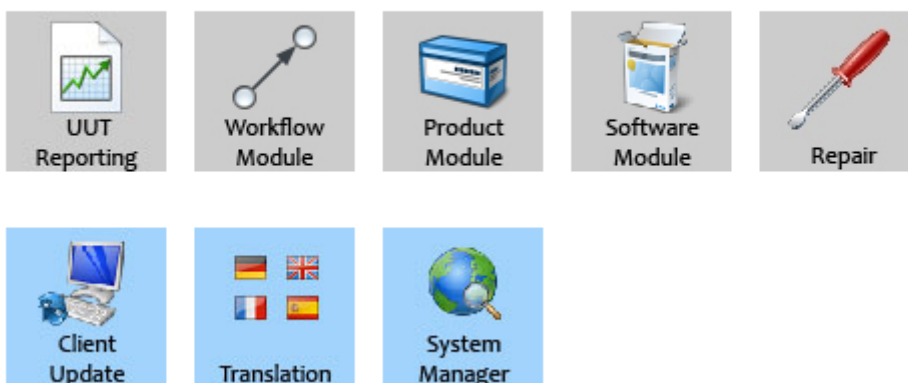 UUT
Reporting
Workflow
Module
Product
Module
Software
Module
Repair
Client
Update
Translation
System
Manager